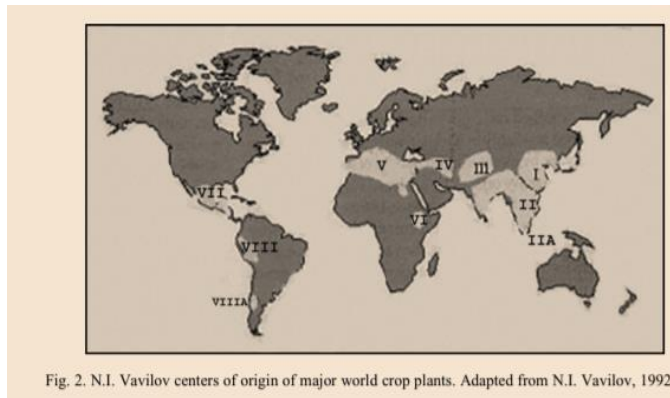 V
IV
III
I
VII
II
VI
IIA
VIII
VIIIA
Fig. 2. N.I. Vavilov centers of origin of major world crop plants. Adapted from N.I. Vavilov, 1992